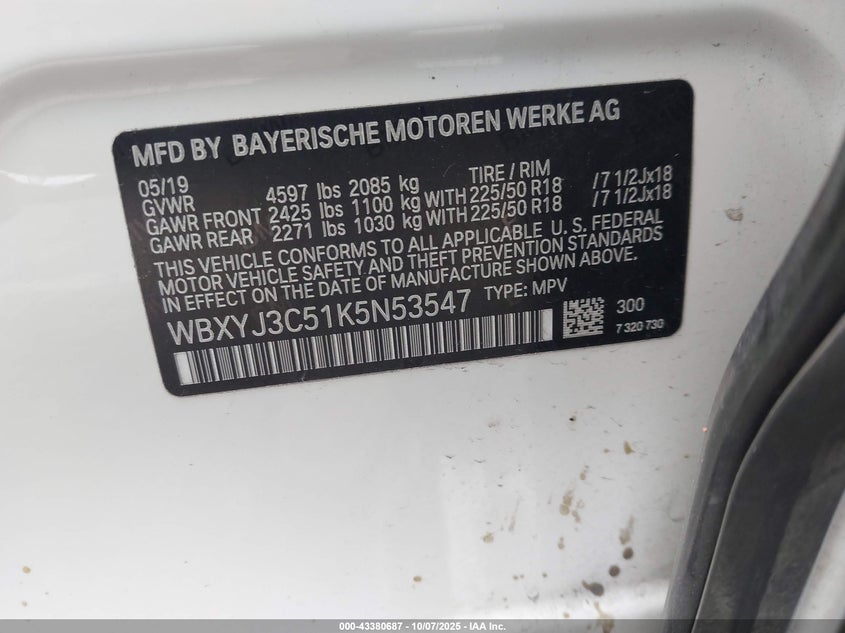 MFD BY BAYERISCHE MOTOREN WERKE AG
05/19 TIRE / RIM
GVWR 4597 lbs 2085 kg
GAWR FRONT 2425 lbs 1100 kg WITH 225/50 R18 /7 1/2Jx18
GAWR REAR 2271 lbs 1030 kg WITH 225/50 R18 /7 1/2Jx18
THIS VEHICLE CONFORMS TO ALL APPLICABLE U. S. FEDERAL
MOTOR VEHICLE SAFETY AND THEFT PREVENTION STANDARDS
IN EFFECT ON THE DATE OF MANUFACTURE SHOWN ABOVE.
WBXYJ3C51K5N53547 TYPE: MPV
300
7 320 730
000-43380687 - 10/07/2025 - IAA Inc.